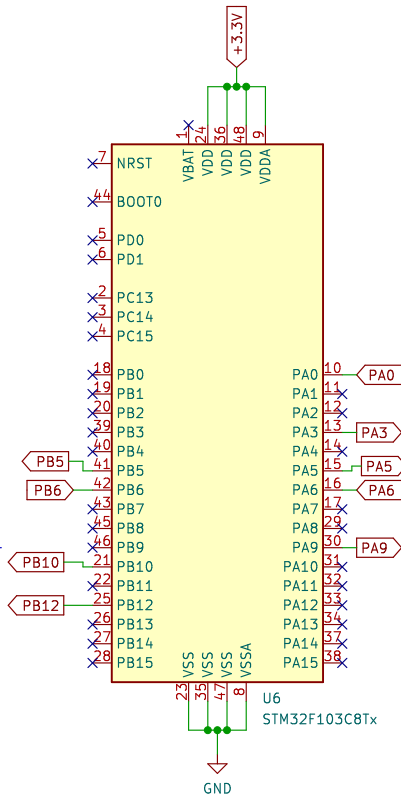 +3.3V
1 24 36 48 9
VBAT VDD VDD VDD VDDA
7 NRST
44 BOOT0
5 PD0
6 PD1
2 PC13
3 PC14
4 PC15
18 PB0 PA0 10 PA0
19 PB1 PA1 11
20 PB2 PA2 12
39 PB3 PA3 13 PA3
40 PB4 PA4 14
PB5 41 PB5 PA5 15 PA5
PB6 42 PB6 PA6 16 PA6
43 PB7 PA7 17
45 PB8 PA8 29
46 PB9 PA9 30 PA9
PB10 21 PB10 PA10 31
22 PB11 PA11 32
PB12 25 PB12 PA12 33
26 PB13 PA13 34
27 PB14 PA14 37
28 PB15 PA15 38
VSS VSS VSS VSSA
23 35 47 8
U6
STM32F103C8Tx
GND